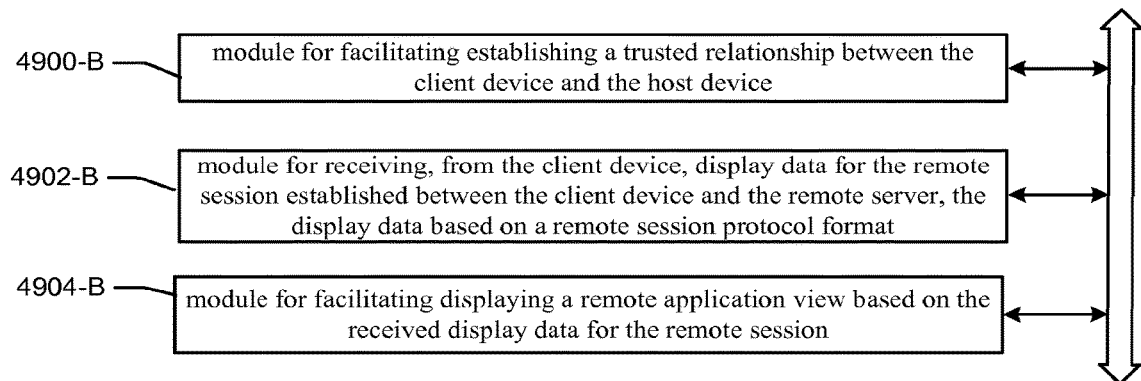 4900-B
module for facilitating establishing a trusted relationship between the
client device and the host device
4902-B
module for receiving, from the client device, display data for the remote
session established between the client device and the remote server, the
display data based on a remote session protocol format
4904-B
module for facilitating displaying a remote application view based on the
received display data for the remote session